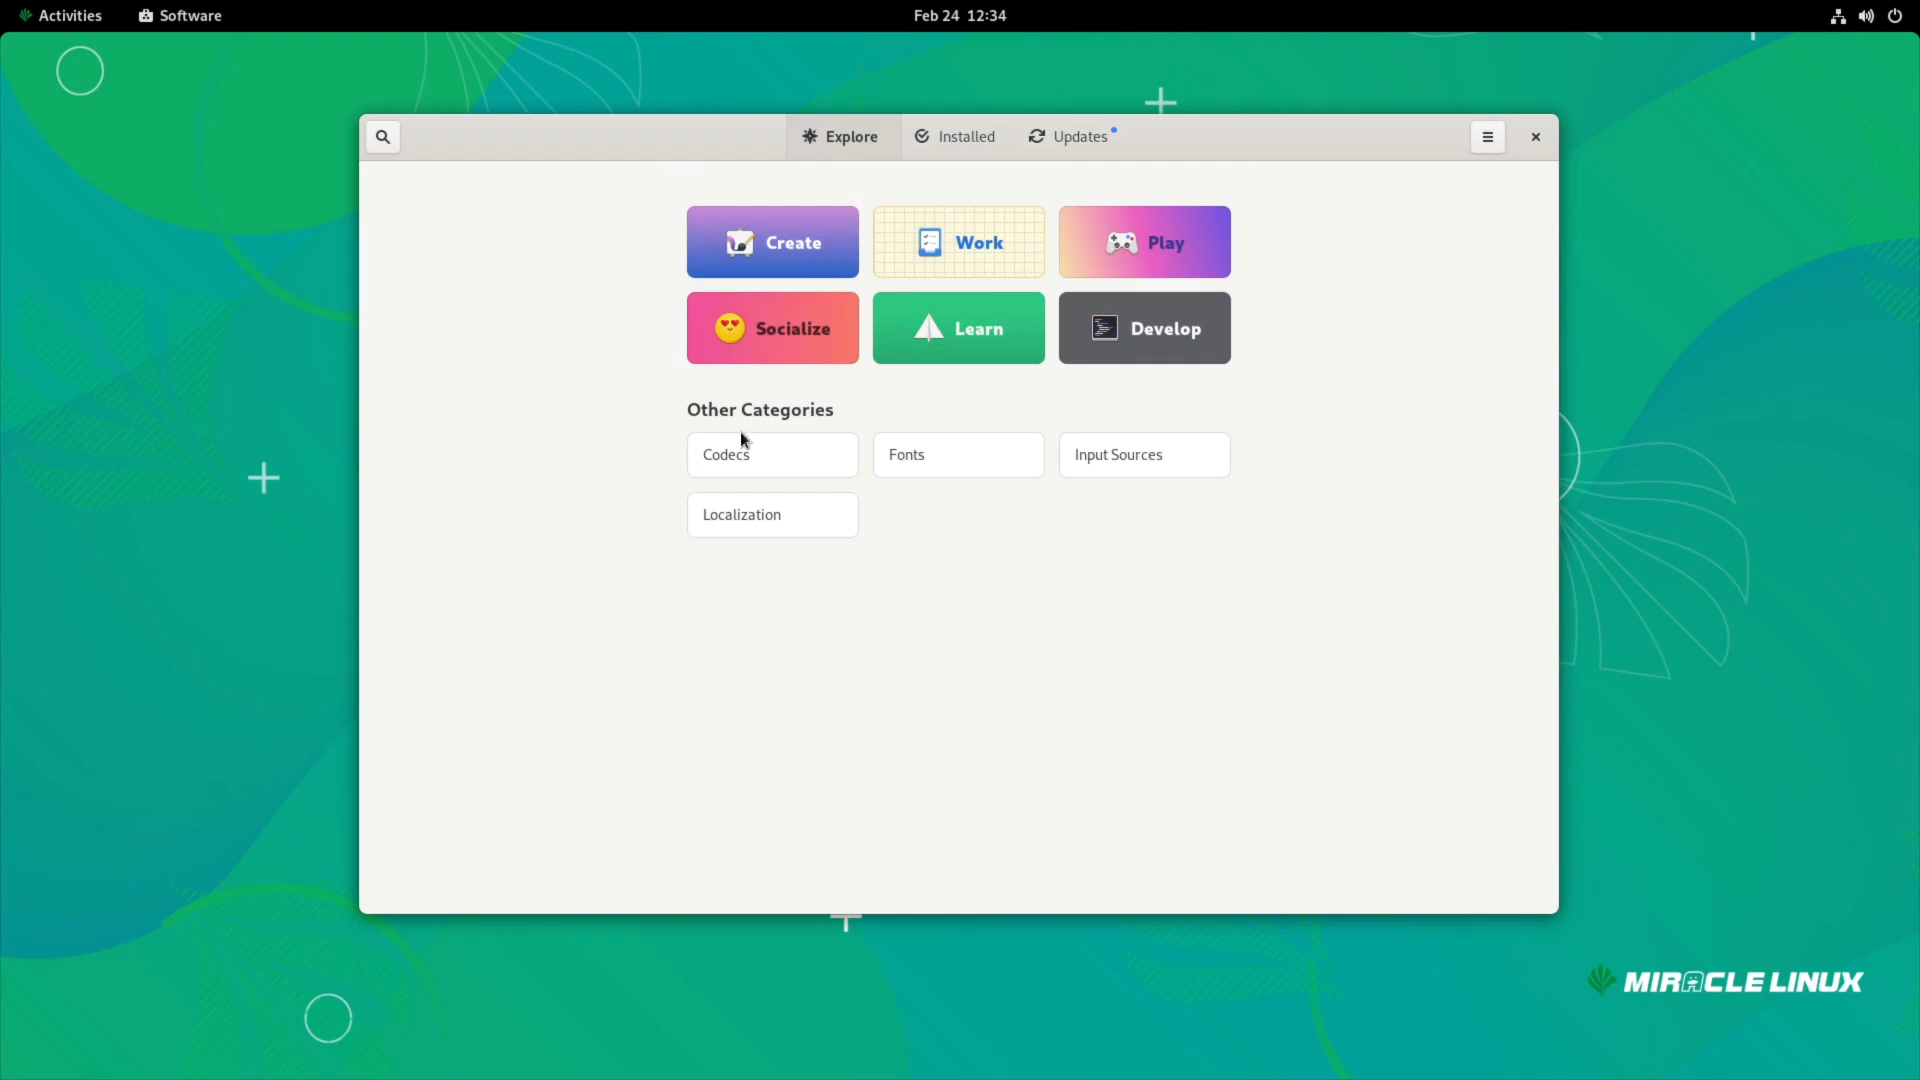 Activities Software Feb 24 12:34
Explore Installed Updates
Create Work Play
Socialize Learn Develop
Other Categories
Codecs Fonts Input Sources
Localization
MIRACLE LINUX